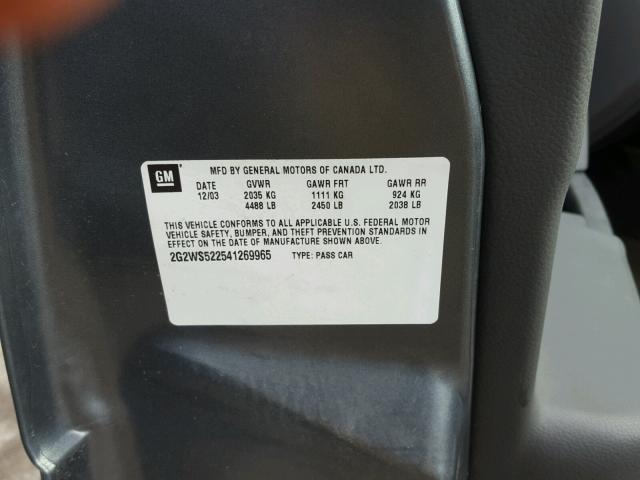 GM MFD BY GENERAL MOTORS OF CANADA LTD.
DATE GVWR GAWR FRT GAWR RR
12/03 2035 KG 1111 KG 924 KG
4488 LB 2450 LB 2038 LB
THIS VEHICLE CONFORMS TO ALL APPLICABLE U.S. FEDERAL MOTOR
VEHICLE SAFETY, BUMPER, AND THEFT PREVENTION STANDARDS IN
EFFECT ON THE DATE OF MANUFACTURE SHOWN ABOVE.
2G2WS522541269965 TYPE: PASS CAR